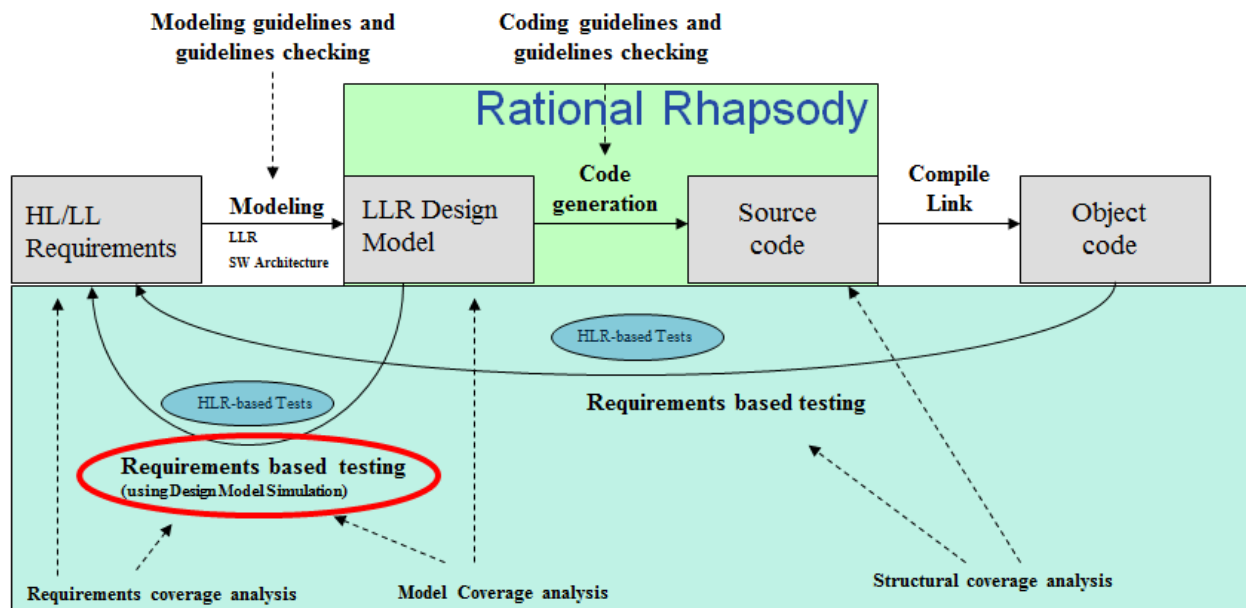 Modeling guidelines and
guidelines checking
Coding guidelines and
guidelines checking
Rational Rhapsody
HL/LL
Requirements
Modeling
LLR
SW Architecture
LLR Design
Model
Code
generation
Source
code
Compile
Link
Object
code
HLR-based Tests
HLR-based Tests
Requirements based testing
Requirements based testing
(using Design Model Simulation)
Requirements coverage analysis
Model Coverage analysis
Structural coverage analysis